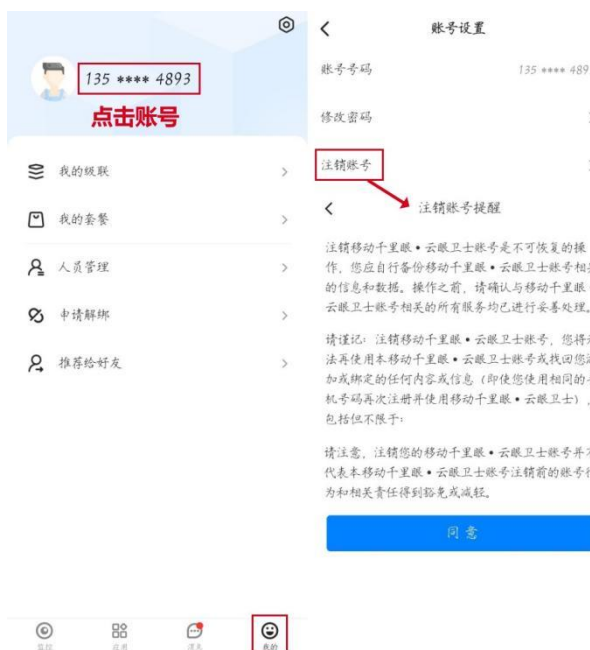 135 **** 4893
点击账号
我的级联
我的套餐
人员管理
申请解绑
推荐给好友
监控
应用
消息
我的
账号设置
账号号码
135 **** 489
修改密码
注销账号
注销账号提醒
注销移动千里眼•云眼卫士账号是不可恢复的操
作，您应自行备份移动千里眼•云眼卫士账号相关
的信息和数据。操作之前，请确认与移动千里眼•
云眼卫士账号相关的所有服务均已进行妥善处理。
请谨记：注销移动千里眼•云眼卫士账号，您将无
法再使用本移动千里眼•云眼卫士账号或找回您添
加或绑定的任何内容或信息（即使您使用相同的手
机号码再次注册并使用移动千里眼•云眼卫士），
包括但不限于：
请注意，注销您的移动千里眼•云眼卫士账号并不
代表本移动千里眼•云眼卫士账号注销前的账号行
为和相关责任得到豁免或减轻。
同意